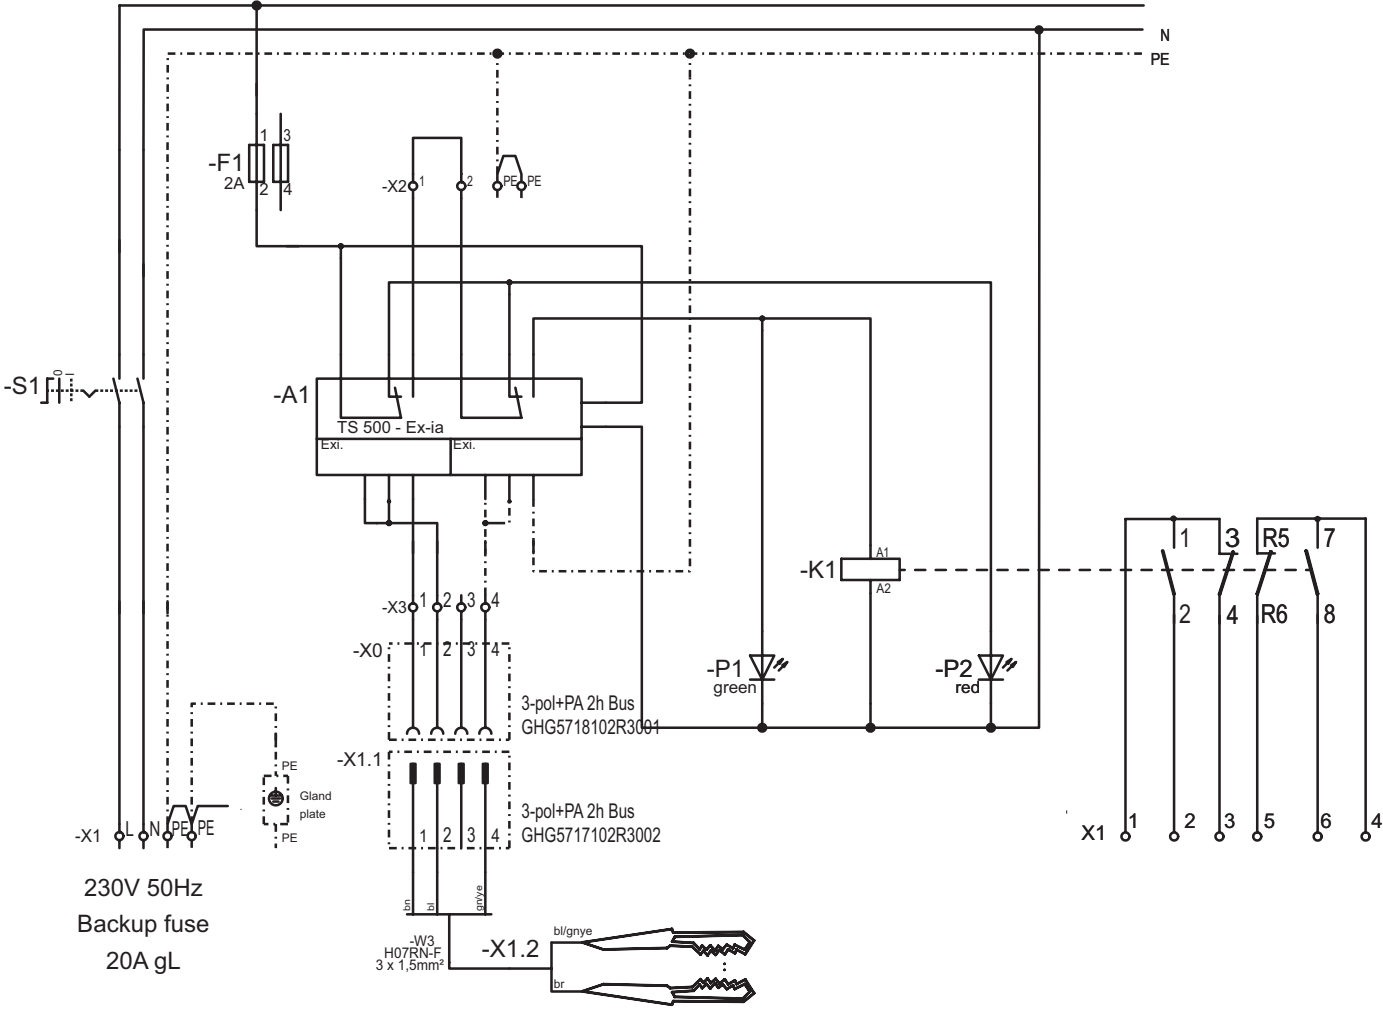 N
PE
1
3
-F1
2A
2
4
-X2
1
2
PE
PE
-S1
0
I
-A1
TS 500 - Ex-ia
Exi.
Exi.
A1
-K1
A2
1
3
R5
7
2
4
R6
8
-X3
1
2
3
4
-X0
1
2
3
4
-P1
green
-P2
red
3-pol+PA 2h Bus
GHG5718102R3001
-X1.1
PE
Gland
plate
PE
3-pol+PA 2h Bus
GHG5717102R3002
1
2
3
4
-X1
L
N
PE
PE
X1
1
2
3
5
6
4
230V 50Hz
Backup fuse
20A gL
bn
bl
gn/ye
-W3
H07RN-F
3 x 1,5mm²
-X1.2
bl/gnye
br